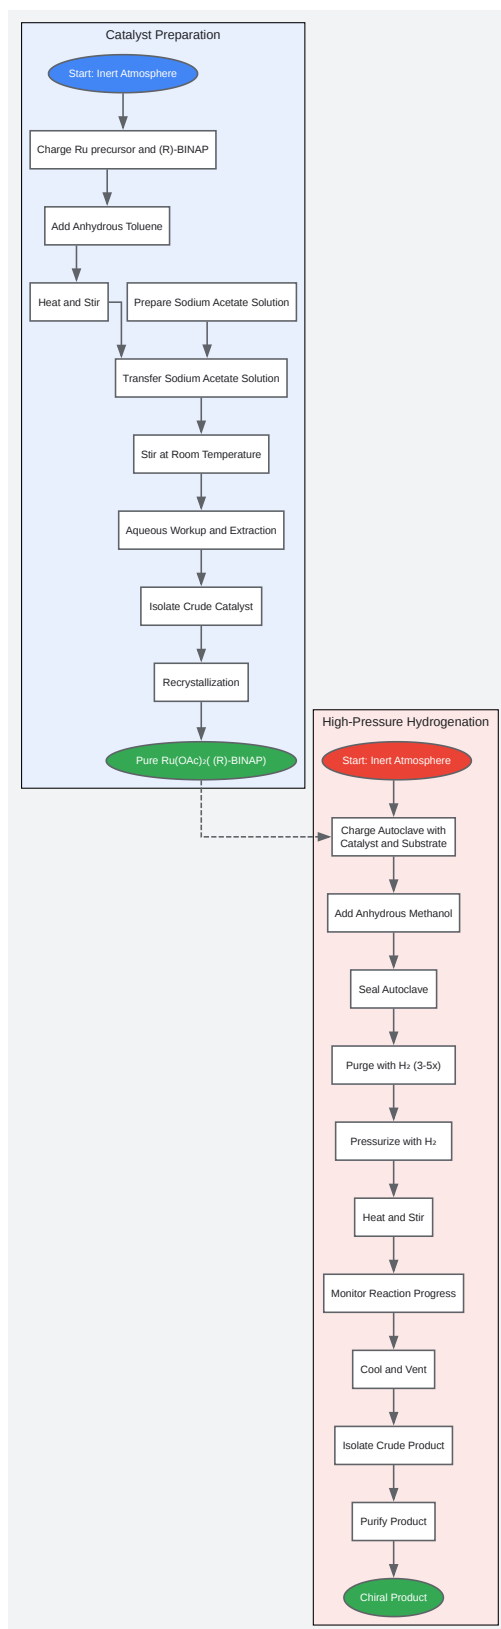 Catalyst Preparation
Start: Inert Atmosphere
Charge Ru precursor and (R)-BINAP
Add Anhydrous Toluene
Heat and Stir
Prepare Sodium Acetate Solution
Transfer Sodium Acetate Solution
Stir at Room Temperature
Aqueous Workup and Extraction
Isolate Crude Catalyst
Recrystallization
Pure Ru(OAc)₂( (R)-BINAP)
High-Pressure Hydrogenation
Start: Inert Atmosphere
Charge Autoclave with
Catalyst and Substrate
Add Anhydrous Methanol
Seal Autoclave
Purge with H₂ (3-5x)
Pressurize with H₂
Heat and Stir
Monitor Reaction Progress
Cool and Vent
Isolate Crude Product
Purify Product
Chiral Product